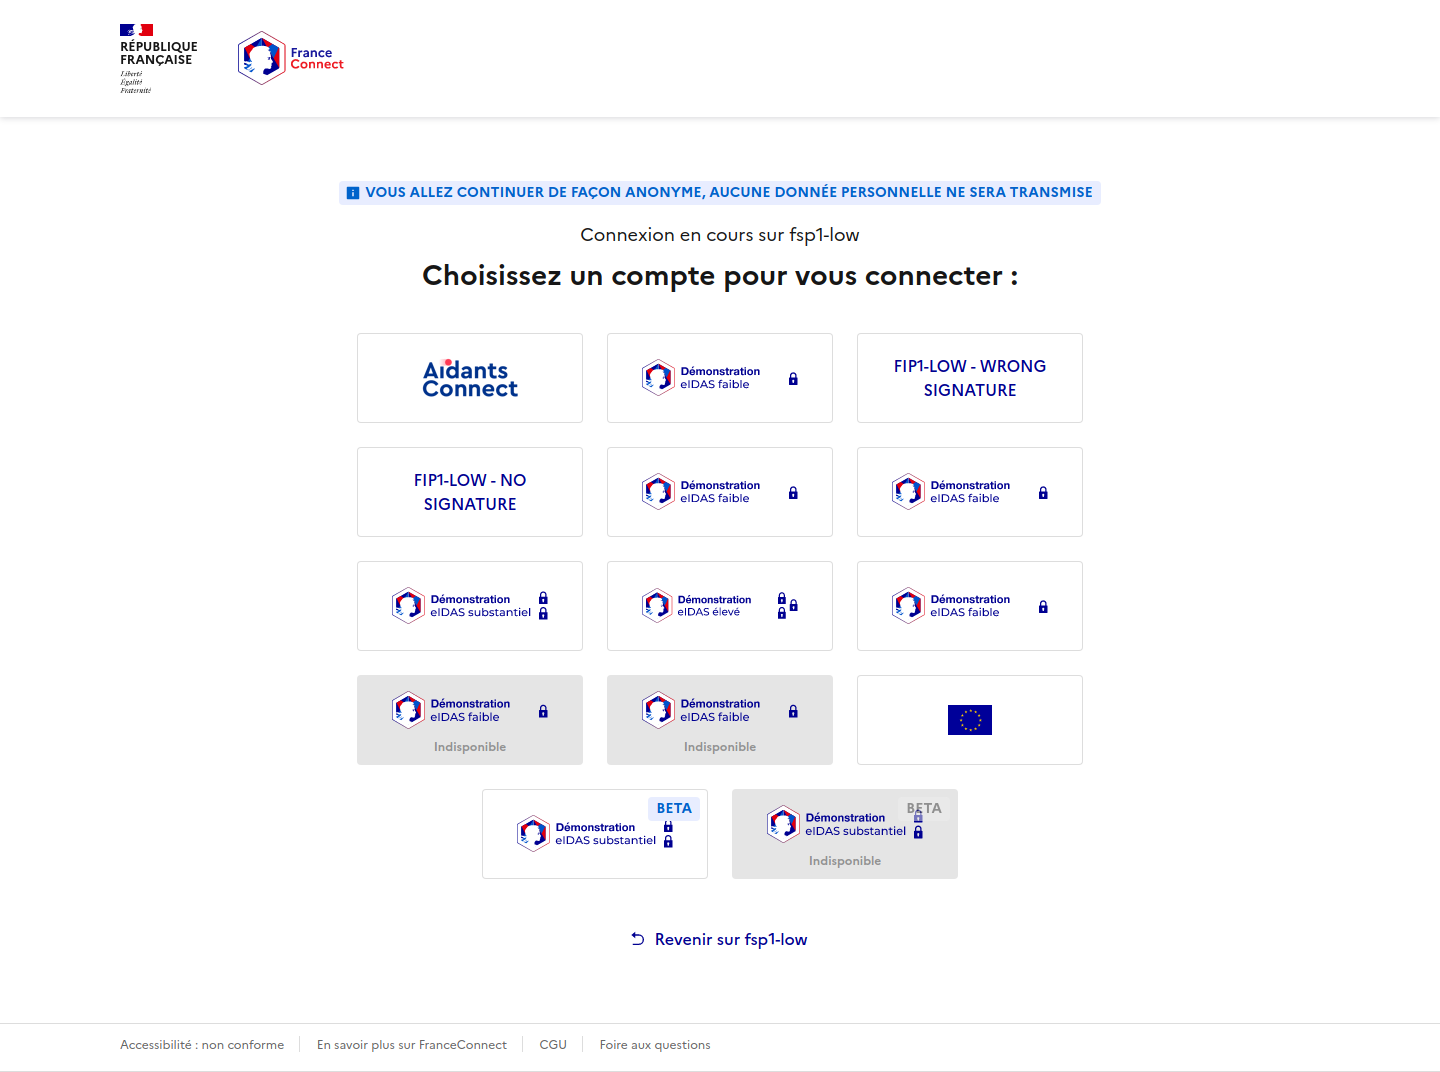 RÉPUBLIQUE
FRANÇAISE
Liberté
Égalité
Fraternité
France
Connect
VOUS ALLEZ CONTINUER DE FAÇON ANONYME, AUCUNE DONNÉE PERSONNELLE NE SERA TRANSMISE
Connexion en cours sur fsp1-low
Choisissez un compte pour vous connecter :
Aidants
Connect
Démonstration
eIDAS faible
FIP1-LOW - WRONG
SIGNATURE
FIP1-LOW - NO
SIGNATURE
Démonstration
eIDAS faible
Démonstration
eIDAS faible
Démonstration
eIDAS substantiel
Démonstration
eIDAS élevé
Démonstration
eIDAS faible
Démonstration
eIDAS faible
Indisponible
Démonstration
eIDAS faible
Indisponible
BETA
Démonstration
eIDAS substantiel
BETA
Démonstration
eIDAS substantiel
Indisponible
Revenir sur fsp1-low
Accessibilité : non conforme
En savoir plus sur FranceConnect
CGU
Foire aux questions